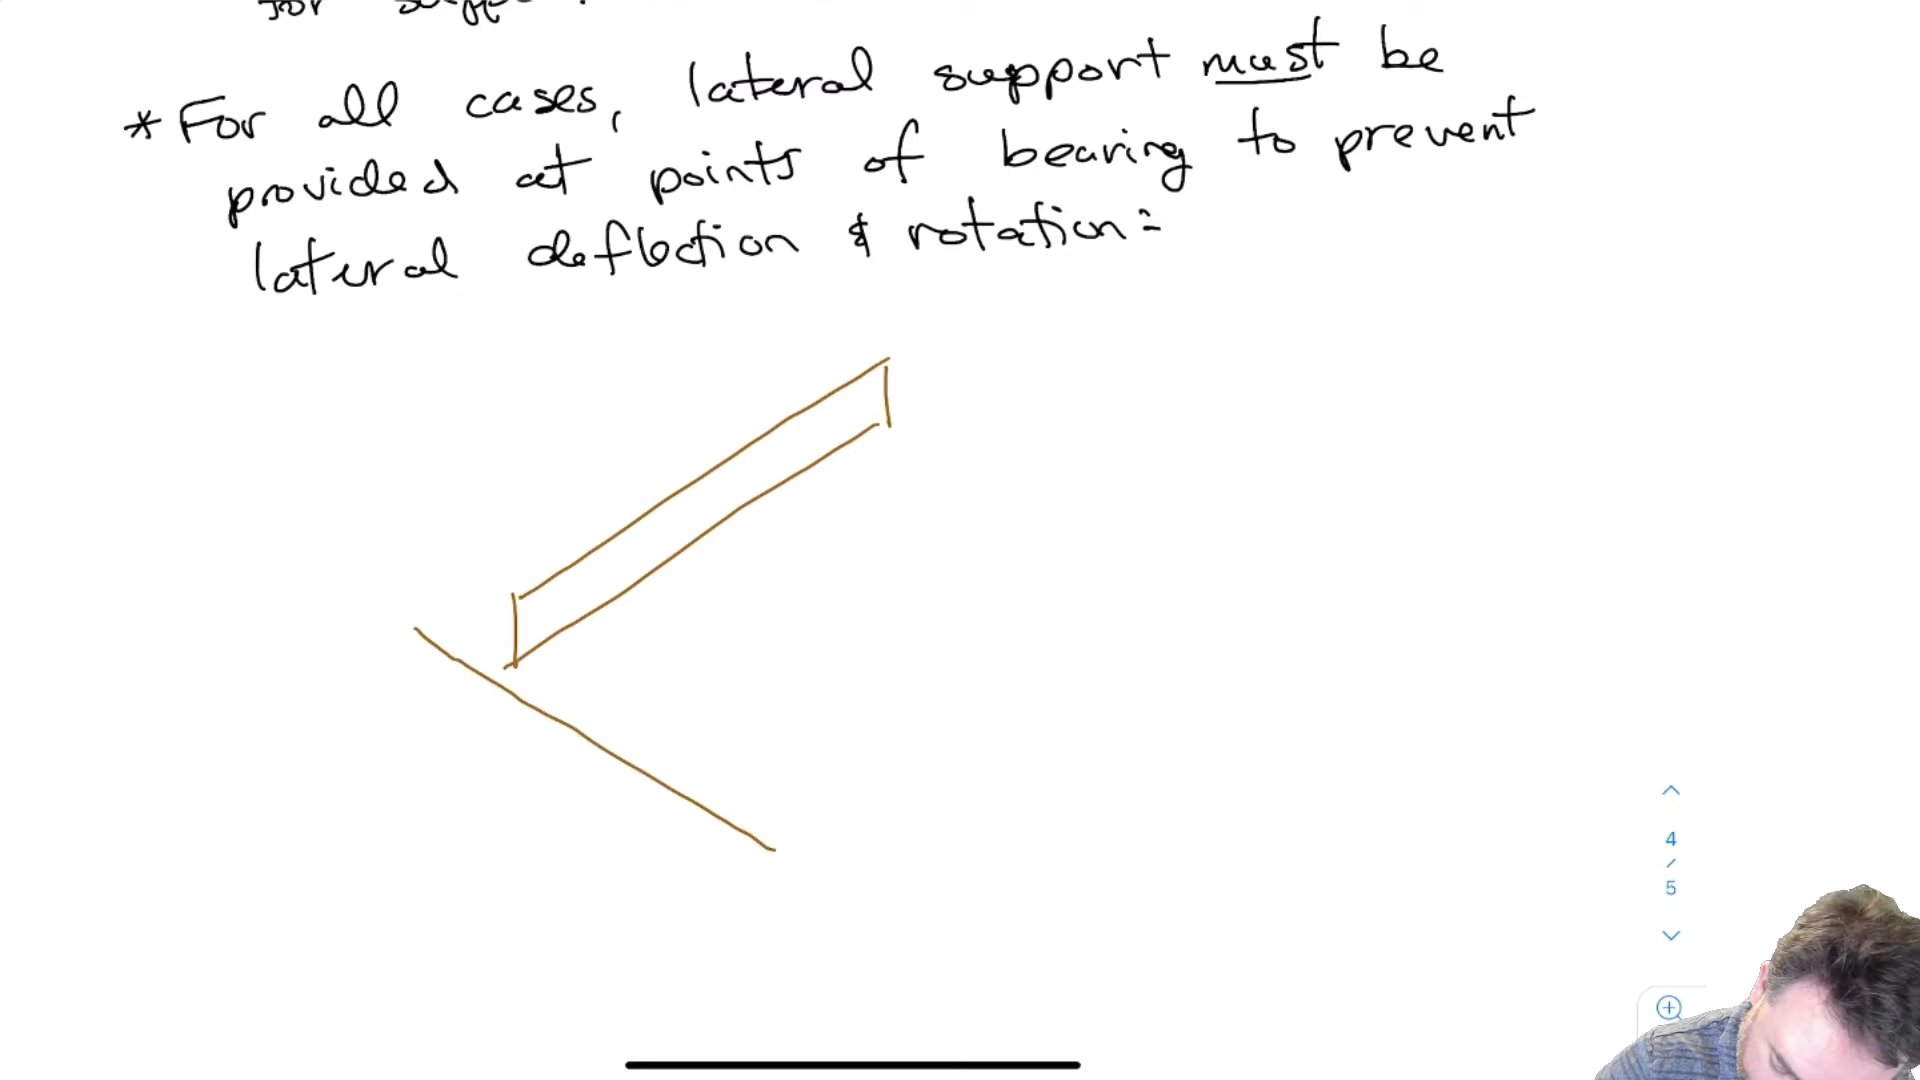 for
* For all cases, lateral support must be
provided at points of bearing to prevent
lateral deflection & rotation:
4
/
5